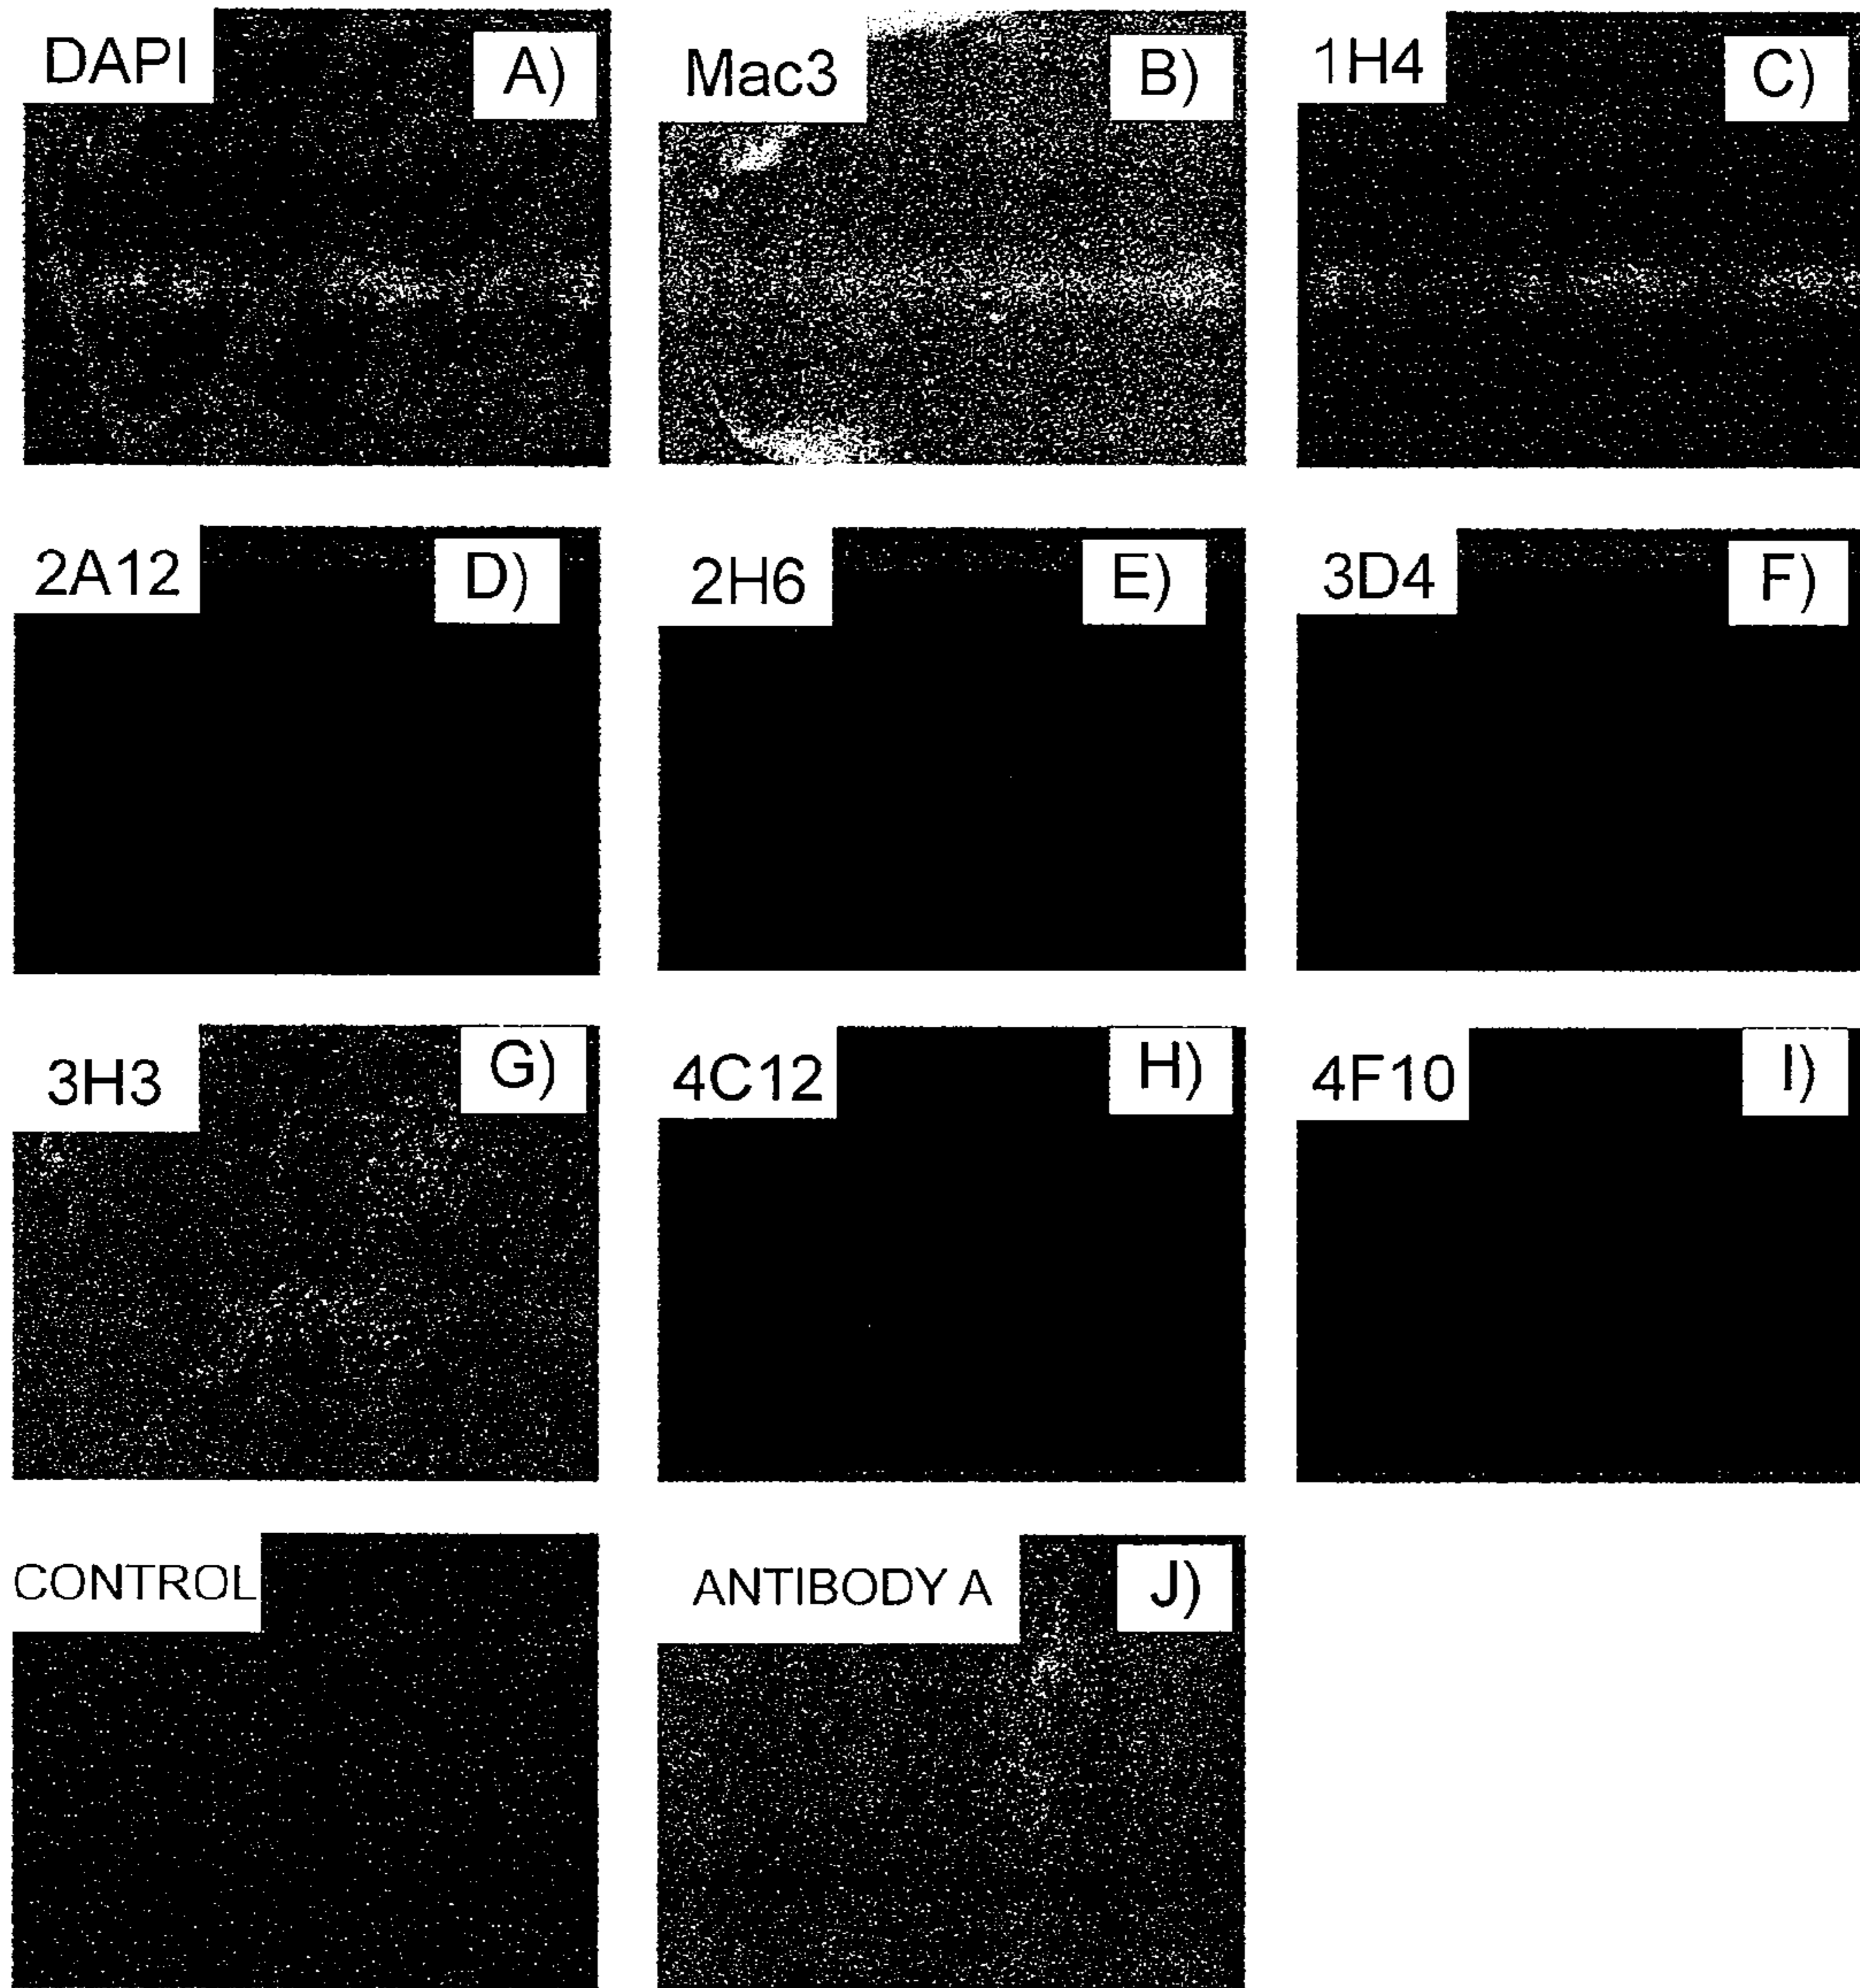 DAPI A)
Mac3 B)
1H4 C)
2A12 D)
2H6 E)
3D4 F)
3H3 G)
4C12 H)
4F10 I)
CONTROL
ANTIBODY A J)